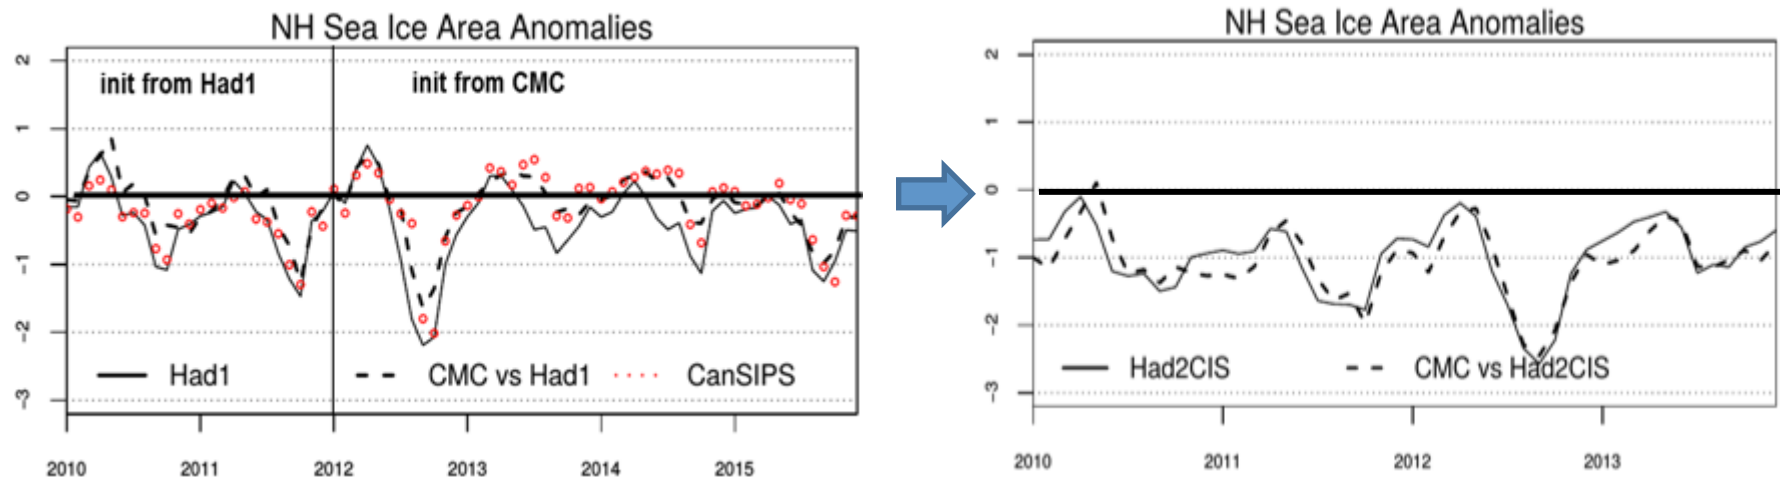 NH Sea Ice Area Anomalies
init from Had1
init from CMC
2
1
0
-1
-2
-3
Had1
CMC vs Had1
CanSIPS
2010
2011
2012
2013
2014
2015
NH Sea Ice Area Anomalies
2
1
0
-1
-2
-3
Had2CIS
CMC vs Had2CIS
2010
2011
2012
2013